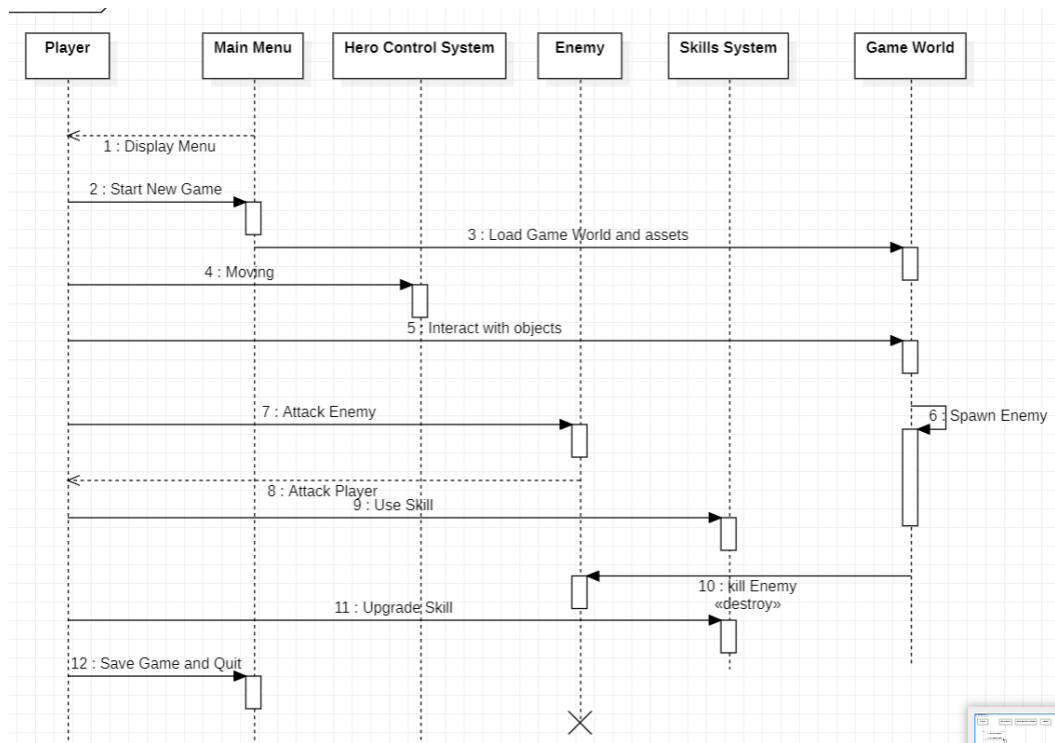 Player
Main Menu
Hero Control System
Enemy
Skills System
Game World
1 : Display Menu
2 : Start New Game
3 : Load Game World and assets
4 : Moving
5 : Interact with objects
6 : Spawn Enemy
7 : Attack Enemy
8 : Attack Player
9 : Use Skill
10 : kill Enemy
«destroy»
11 : Upgrade Skill
12 : Save Game and Quit